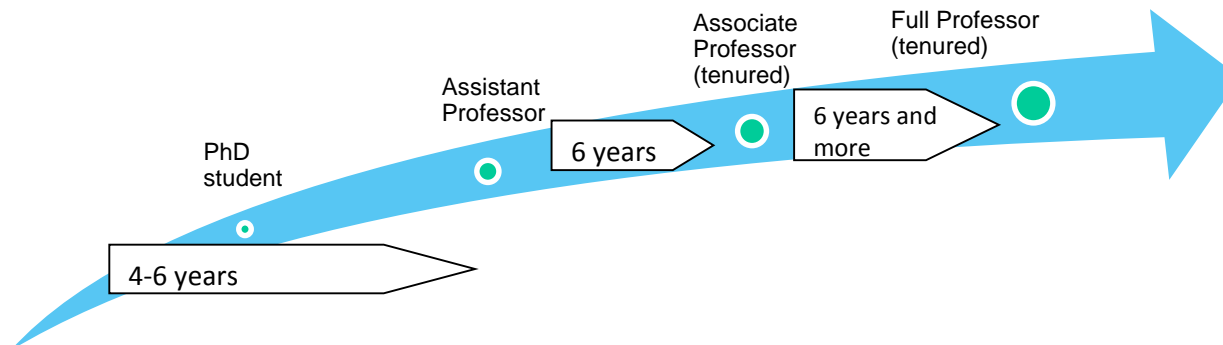 PhD
student
4-6 years
Assistant
Professor
6 years
Associate
Professor
(tenured)
6 years and
more
Full Professor
(tenured)